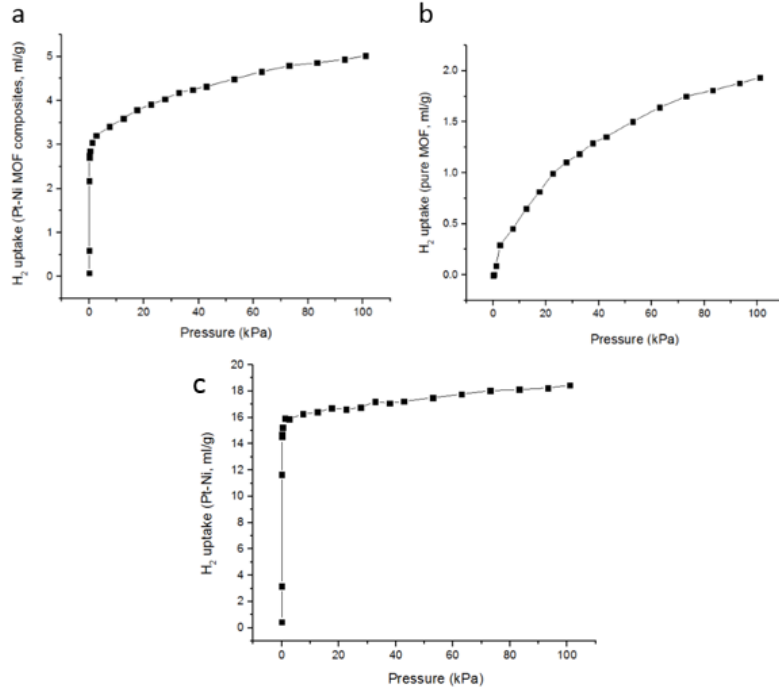 a
H₂ uptake (Pt-Ni MOF composites, ml/g)
5
4
3
2
1
0
0 20 40 60 80 100
Pressure (kPa)
b
H₂ uptake (pure MOF, ml/g)
2.0
1.5
1.0
0.5
0.0
0 20 40 60 80 100
Pressure (kPa)
c
H₂ uptake (Pt-Ni, ml/g)
20
18
16
14
12
10
8
6
4
2
0
0 20 40 60 80 100
Pressure (kPa)